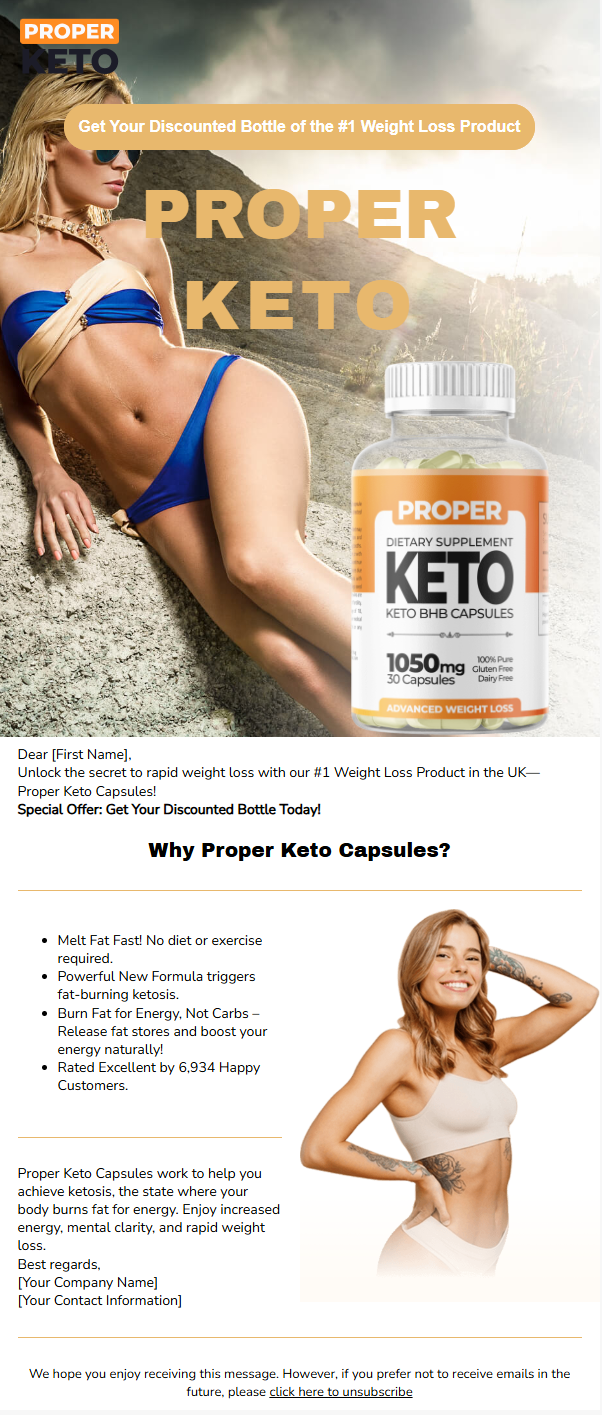 PROPER
KETO
Get Your Discounted Bottle of the #1 Weight Loss Product
PROPER
KETO
PROPER
DIETARY SUPPLEMENT
KETO
KETO BHB CAPSULES
1050mg
30 Capsules
100% Pure
Gluten Free
Dairy Free
ADVANCED WEIGHT LOSS
Dear [First Name],
Unlock the secret to rapid weight loss with our #1 Weight Loss Product in the UK—
Proper Keto Capsules!
Special Offer: Get Your Discounted Bottle Today!
Why Proper Keto Capsules?
• Melt Fat Fast! No diet or exercise
required.
• Powerful New Formula triggers
fat-burning ketosis.
• Burn Fat for Energy, Not Carbs –
Release fat stores and boost your
energy naturally!
• Rated Excellent by 6,934 Happy
Customers.
Proper Keto Capsules work to help you
achieve ketosis, the state where your
body burns fat for energy. Enjoy increased
energy, mental clarity, and rapid weight
loss.
Best regards,
[Your Company Name]
[Your Contact Information]
We hope you enjoy receiving this message. However, if you prefer not to receive emails in the
future, please click here to unsubscribe